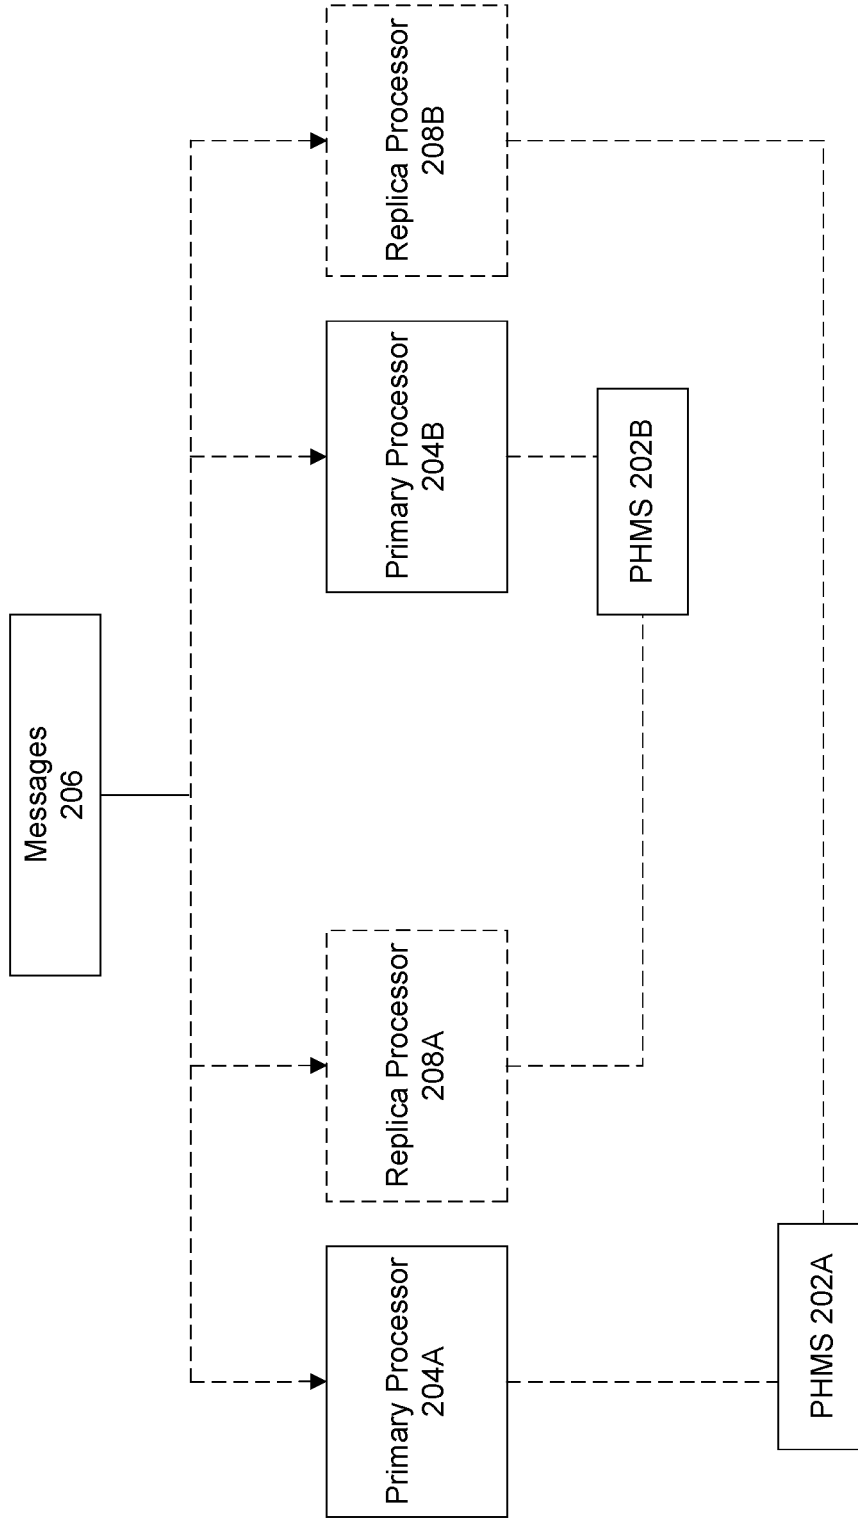 Messages
206
Primary Processor
204A
Replica Processor
208A
Primary Processor
204B
Replica Processor
208B
PHMS 202B
PHMS 202A